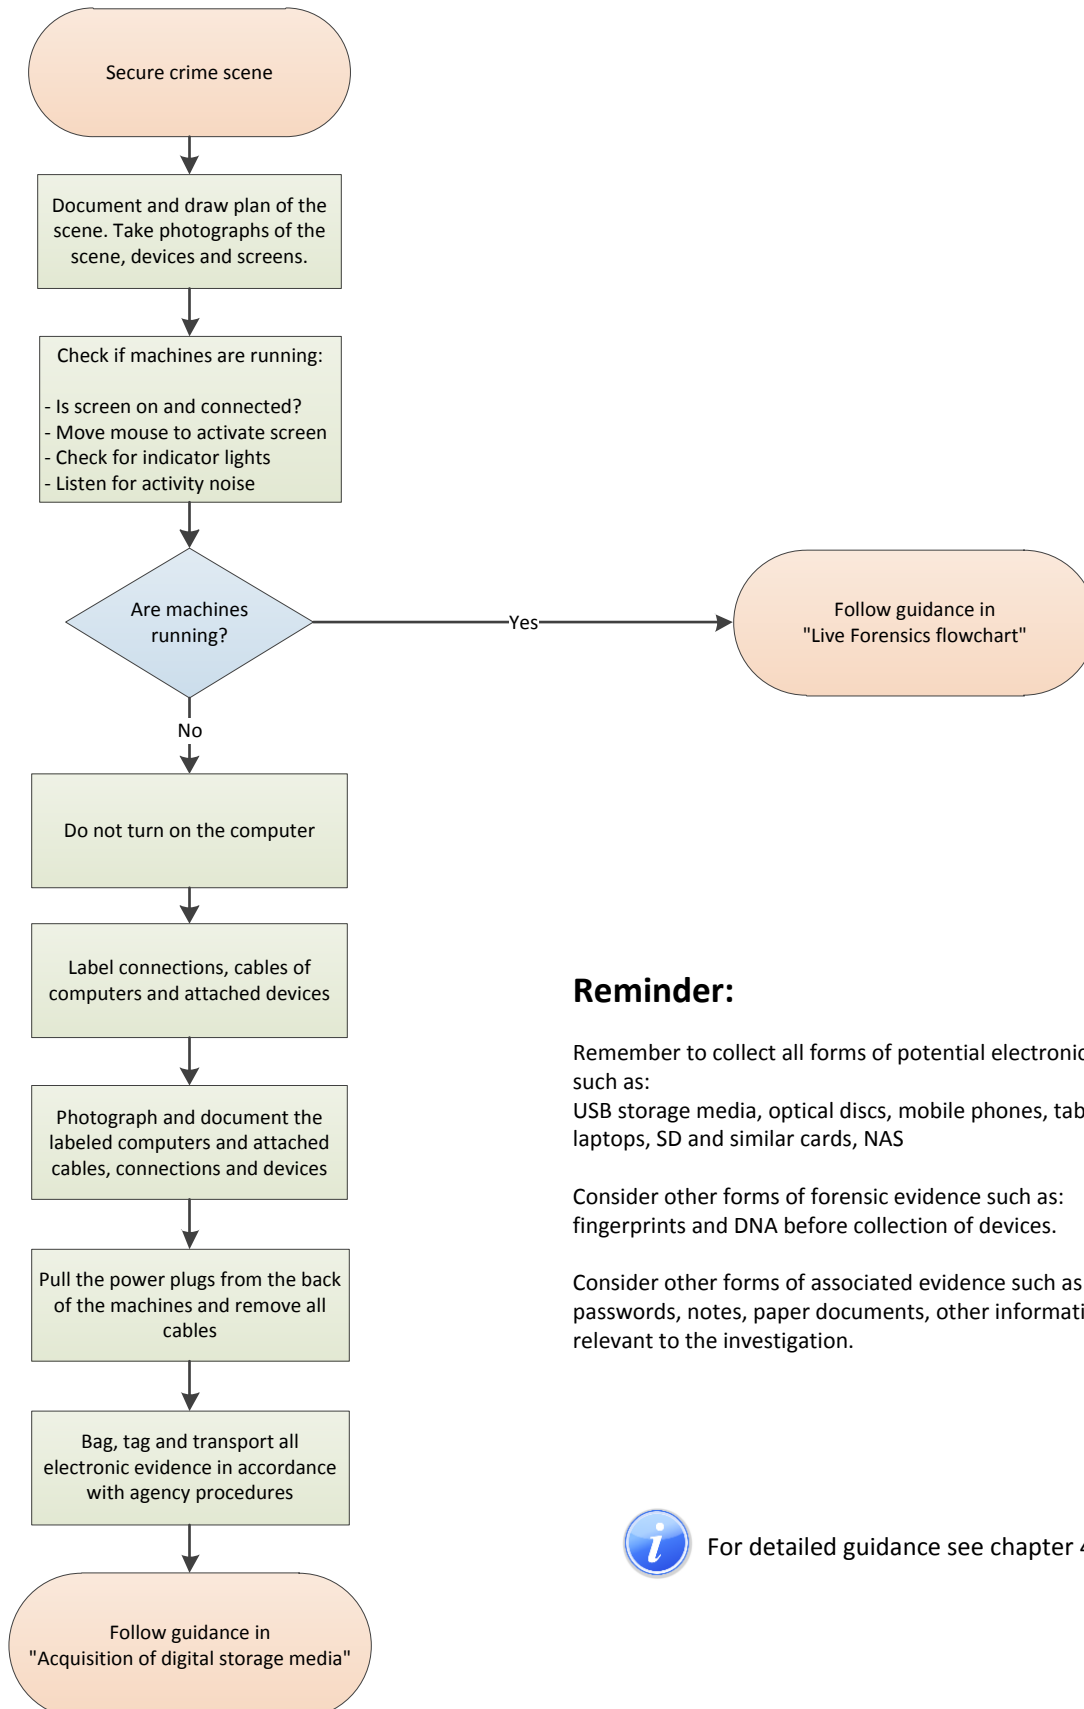 Secure crime scene
Document and draw plan of the
scene. Take photographs of the
scene, devices and screens.
Check if machines are running:
- Is screen on and connected?
- Move mouse to activate screen
- Check for indicator lights
- Listen for activity noise
Are machines
running?
Yes
Follow guidance in
"Live Forensics flowchart"
No
Do not turn on the computer
Label connections, cables of
computers and attached devices
Photograph and document the
labeled computers and attached
cables, connections and devices
Pull the power plugs from the back
of the machines and remove all
cables
Bag, tag and transport all
electronic evidence in accordance
with agency procedures
Follow guidance in
"Acquisition of digital storage media"
Reminder:
Remember to collect all forms of potential electronic
such as:
USB storage media, optical discs, mobile phones, tab
laptops, SD and similar cards, NAS
Consider other forms of forensic evidence such as:
fingerprints and DNA before collection of devices.
Consider other forms of associated evidence such as
passwords, notes, paper documents, other informati
relevant to the investigation.
i
For detailed guidance see chapter 4